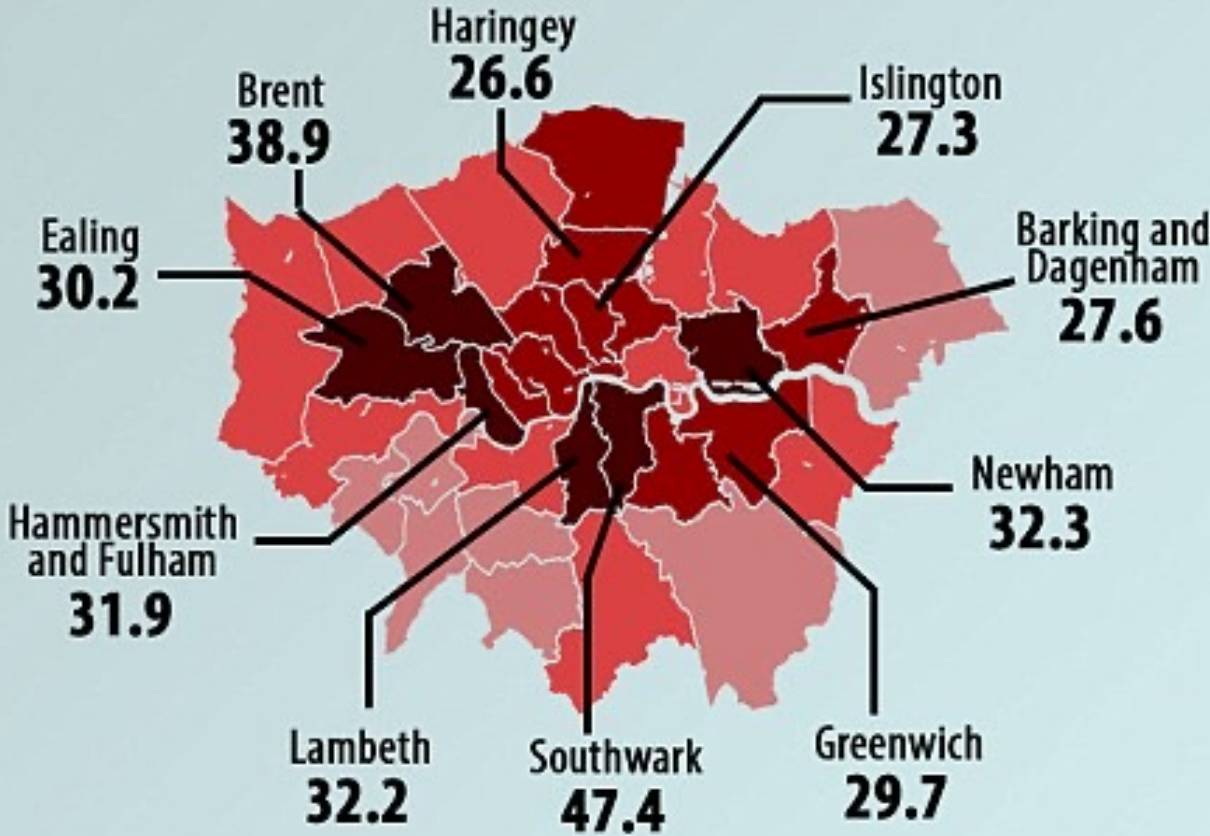 Haringey
26.6
Islington
27.3
Brent
38.9
Ealing
30.2
Barking and
Dagenham
27.6
Newham
32.3
Hammersmith
and Fulham
31.9
Lambeth
32.2
Southwark
47.4
Greenwich
29.7